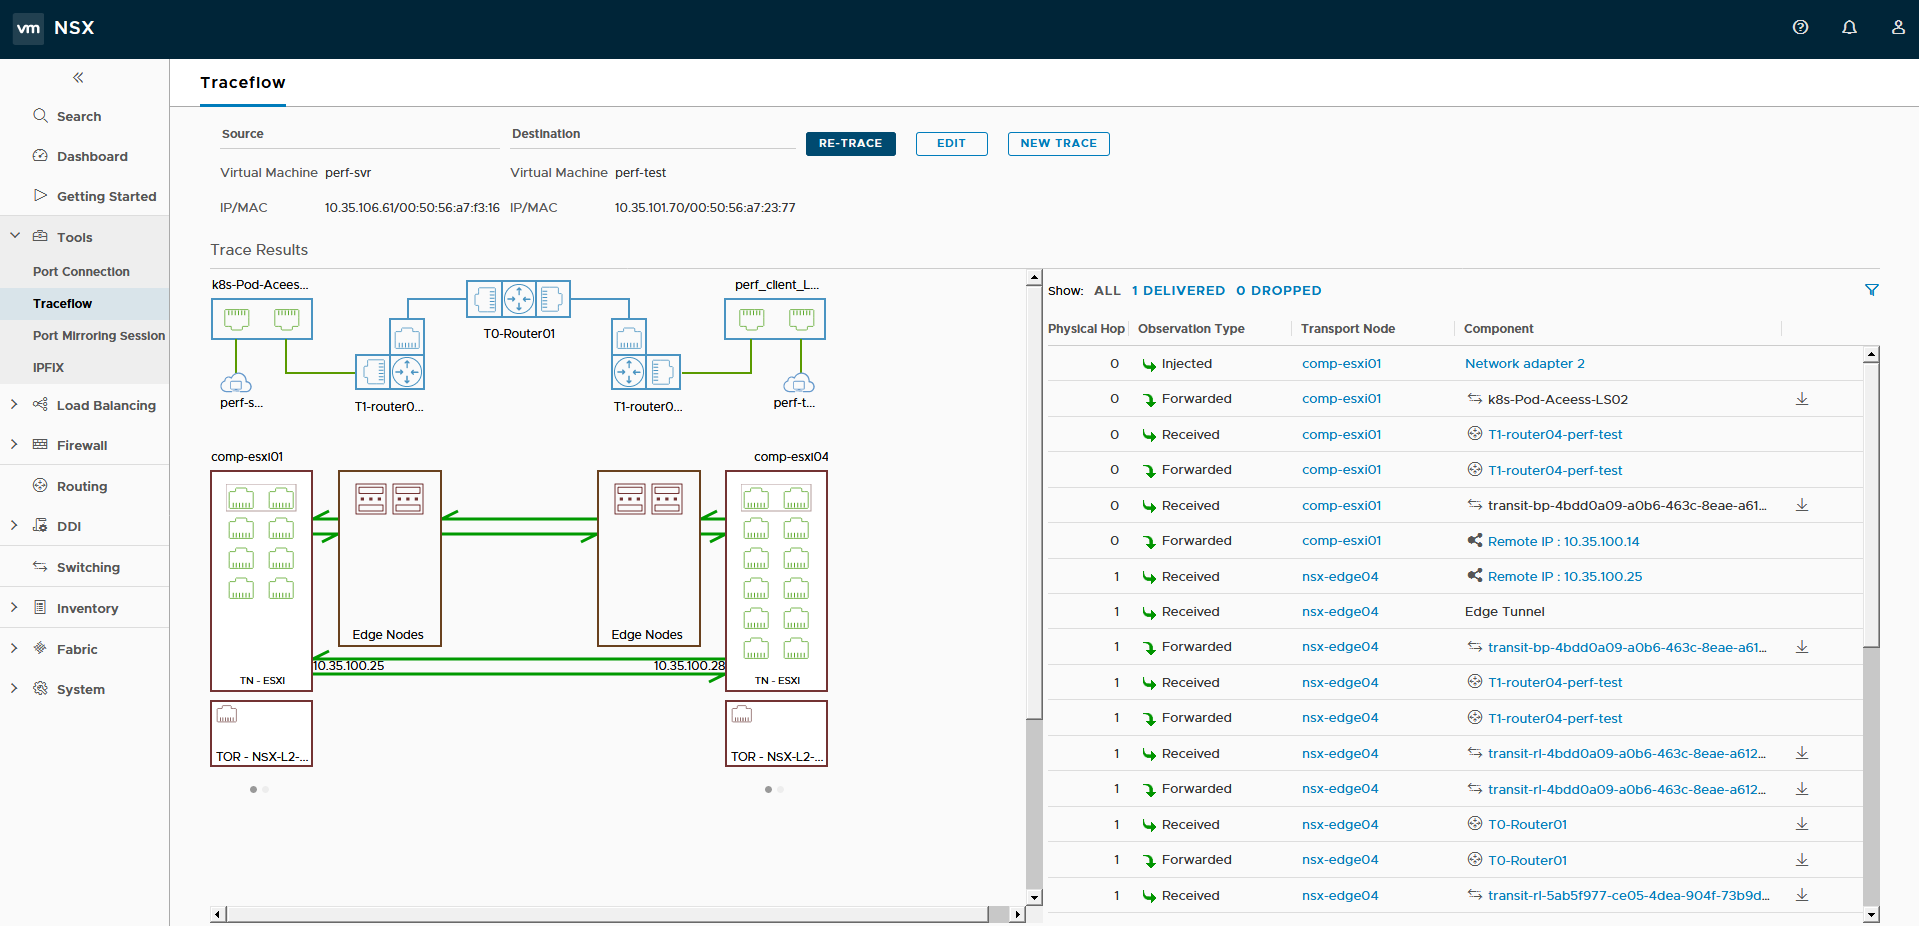 vm NSX
Traceflow
Search
Dashboard
Getting Started
Tools
Port Connection
Traceflow
Port Mirroring Session
IPFIX
Load Balancing
Firewall
Routing
DDI
Switching
Inventory
Fabric
System
Source
Destination
RE-TRACE
EDIT
NEW TRACE
Virtual Machine perf-svr
Virtual Machine perf-test
IP/MAC 10.35.106.61/00:50:56:a7:f3:16
IP/MAC 10.35.101.70/00:50:56:a7:23:77
Trace Results
k8s-Pod-Acees...
perf_client_L...
T0-Router01
perf-s...
T1-router0...
T1-router0...
perf-t...
comp-esxi01
comp-esxi04
Edge Nodes
Edge Nodes
10.35.100.25
10.35.100.28
TN - ESXI
TN - ESXI
TOR - NSX-L2-...
TOR - NSX-L2-...
Show: ALL 1 DELIVERED 0 DROPPED
Physical Hop Observation Type Transport Node Component
0 Injected comp-esxi01 Network adapter 2
0 Forwarded comp-esxi01 k8s-Pod-Aceess-LS02
0 Received comp-esxi01 T1-router04-perf-test
0 Forwarded comp-esxi01 T1-router04-perf-test
0 Received comp-esxi01 transit-bp-4bdd0a09-a0b6-463c-8eae-a61...
0 Forwarded comp-esxi01 Remote IP : 10.35.100.14
1 Received nsx-edge04 Remote IP : 10.35.100.25
1 Received nsx-edge04 Edge Tunnel
1 Forwarded nsx-edge04 transit-bp-4bdd0a09-a0b6-463c-8eae-a61...
1 Received nsx-edge04 T1-router04-perf-test
1 Forwarded nsx-edge04 T1-router04-perf-test
1 Received nsx-edge04 transit-rl-4bdd0a09-a0b6-463c-8eae-a612...
1 Forwarded nsx-edge04 transit-rl-4bdd0a09-a0b6-463c-8eae-a612...
1 Received nsx-edge04 T0-Router01
1 Forwarded nsx-edge04 T0-Router01
1 Received nsx-edge04 transit-rl-5ab5f977-ce05-4dea-904f-73b9d...